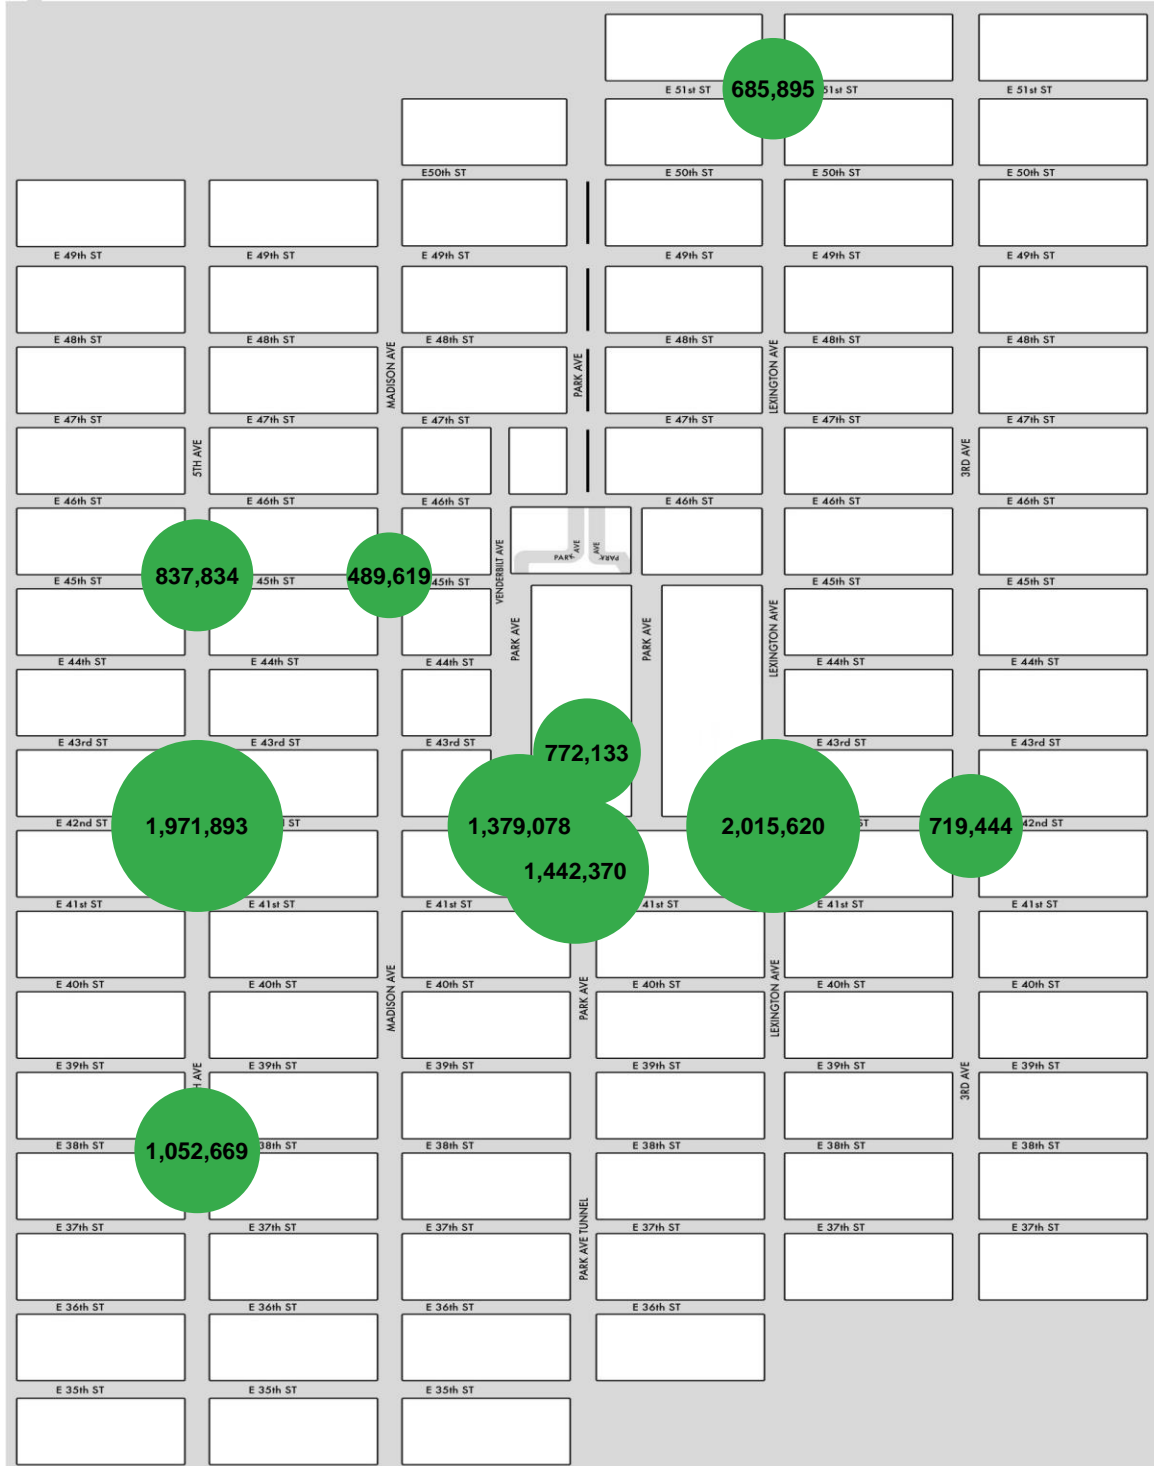 E 51st ST
685,895
51st ST
E 51st ST
E50th ST
E 50th ST
E 50th ST
E 50th ST
E 49th ST
E 49th ST
E 49th ST
E 49th ST
E 49th ST
E 49th ST
E 48th ST
E 48th ST
MADISON AVE
E 48th ST
PARK AVE
E 48th ST
LEXINGTON AVE
E 48th ST
E 48th ST
E 47th ST
E 47th ST
E 47th ST
E 47th ST
E 47th ST
E 47th ST
5TH AVE
3RD AVE
E 46th ST
E 46th ST
E 46th ST
E 46th ST
E 46th ST
E 46th ST
VENDERBILT AVE
PARK AVE
AVE PARK
E 45th ST
837,834
45th ST
489,619
45th ST
E 45th ST
E 45th ST
PARK AVE
PARK AVE
LEXINGTON AtVE
E 44th ST
E 44th ST
E 44th ST
E 44th ST
E 44th ST
E 43rd ST
E 43rd ST
E 43rd ST
772,133
E 43rd ST
E 43rd ST
E 42nd ST
1,971,893
ST
1,379,078
2,015,620
ST
719,444
42nd ST
1,442,370
E 41st ST
E 41st ST
E 41st ST
41st ST
E 41st ST
E 41st ST
E 40th ST
E 40th ST
MADISON AVE
E 40th ST
PARK AVE
E 40th ST
LEXINGTON AtVE
E 40th ST
E 40th ST
E 39th ST
H AVE
E 39th ST
E 39th ST
E 39th ST
E 39th ST
3RD AVE
E 39th ST
E 38th ST
1,052,669
38th ST
E 38th ST
E 38th ST
E 38th ST
E 38th ST
E 37th ST
E 37th ST
E 37th ST
PARK AVE TUNNEL
E 37th ST
E 37th ST
E 37th ST
E 36th ST
E 36th ST
E 36th ST
E 36th ST
E 35th ST
E 35th ST
E 35th ST